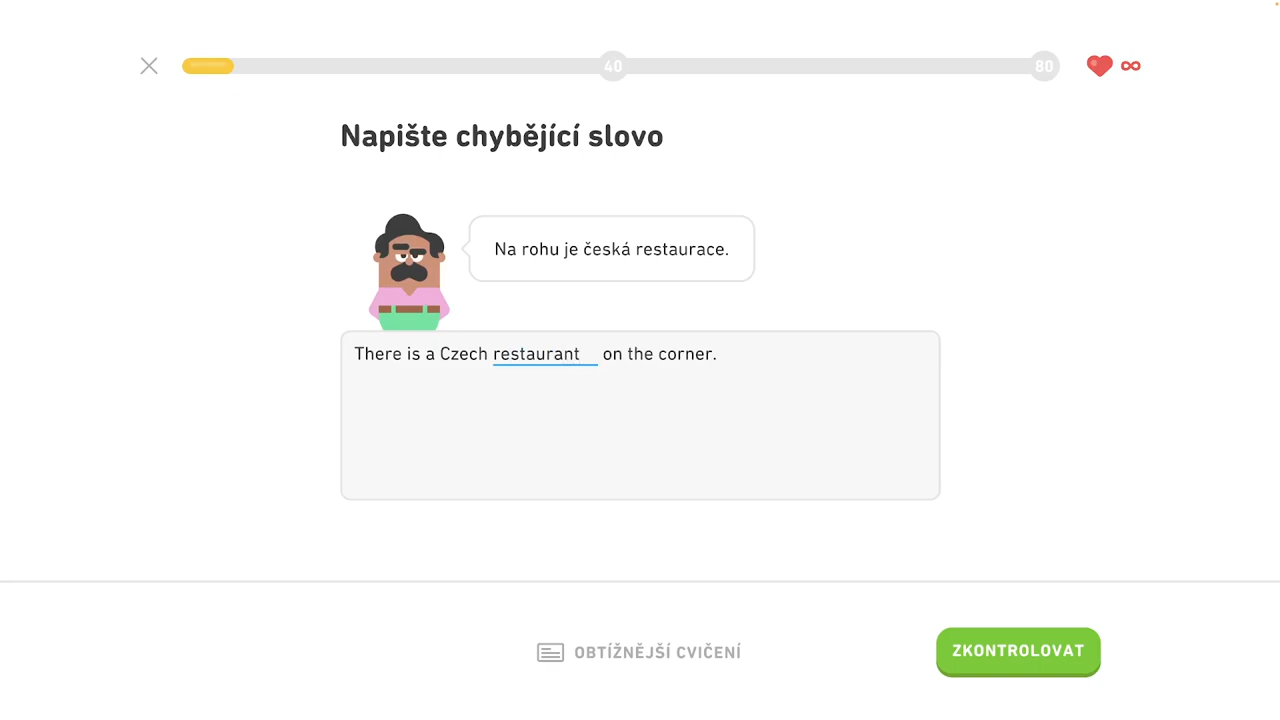 40
80
∞
Napište chybějící slovo
Na rohu je česká restaurace.
There is a Czech restaurant on the corner.
OBTÍŽNĚJŠÍ CVIČENÍ
ZKONTROLOVAT